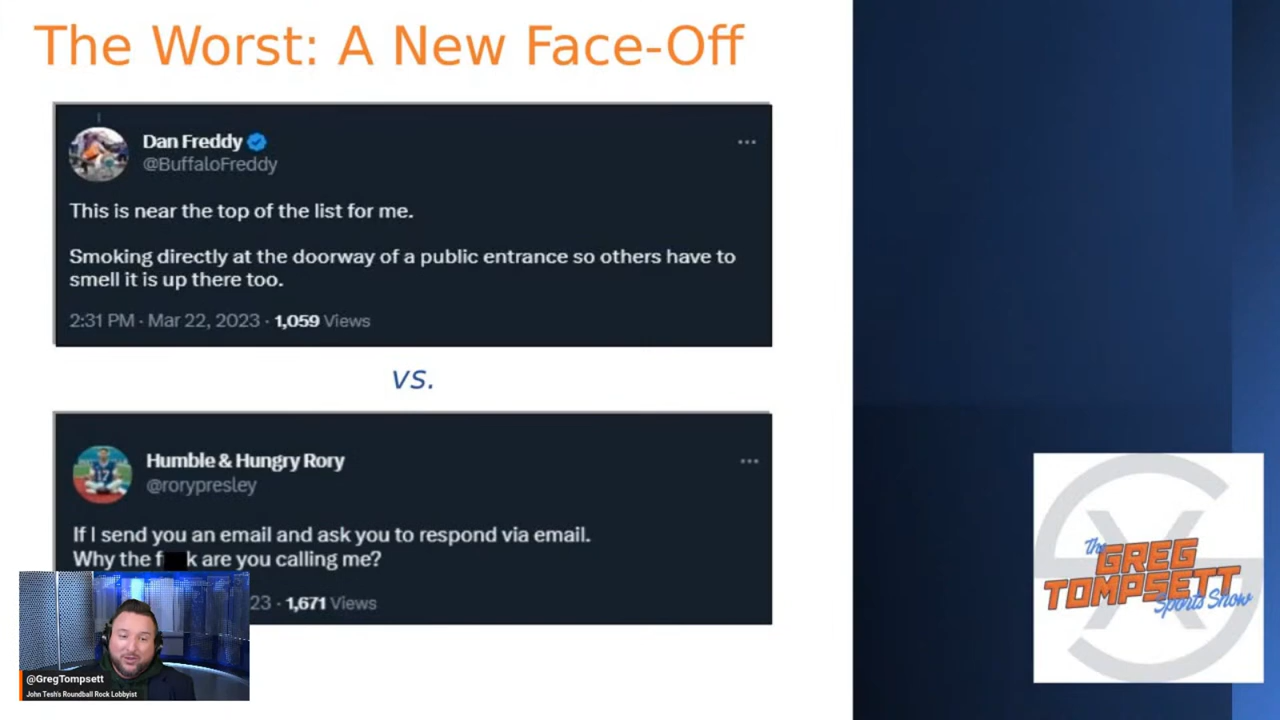 The Worst: A New Face-Off
Dan Freddy
@BuffaloFreddy
This is near the top of the list for me.
Smoking directly at the doorway of a public entrance so others have to
smell it is up there too.
2:31 PM · Mar 22, 2023 · 1,059 Views
vs.
Humble & Hungry Rory
@rorypresley
If I send you an email and ask you to respond via email.
Why the f k are you calling me?
23 · 1,671 Views
@GregTompsett
John Tesh's Roundball Rock Lobbyist
the
GREG
TOMPSETT
Sports Show